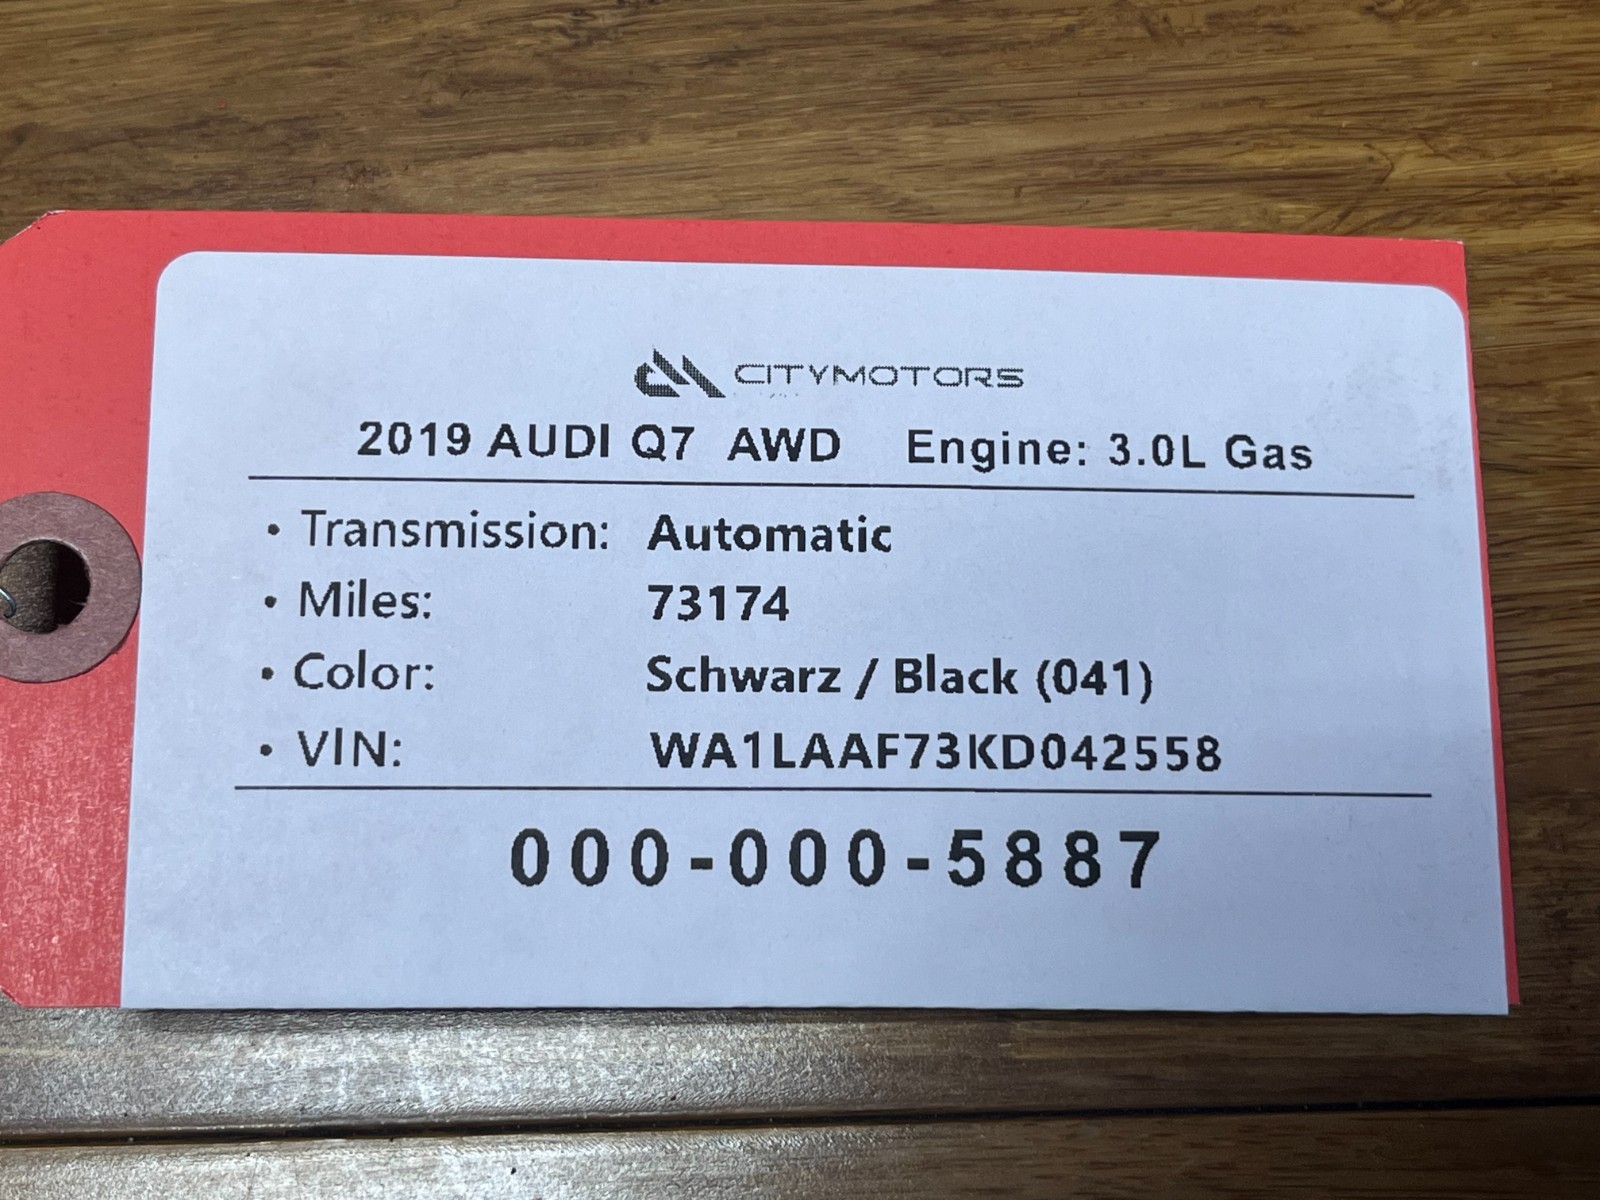 CITYMOTORS
2019 AUDI Q7 AWD Engine: 3.0L Gas
• Transmission: Automatic
• Miles: 73174
• Color: Schwarz / Black (041)
• VIN: WA1LAAF73KD042558
000-000-5887